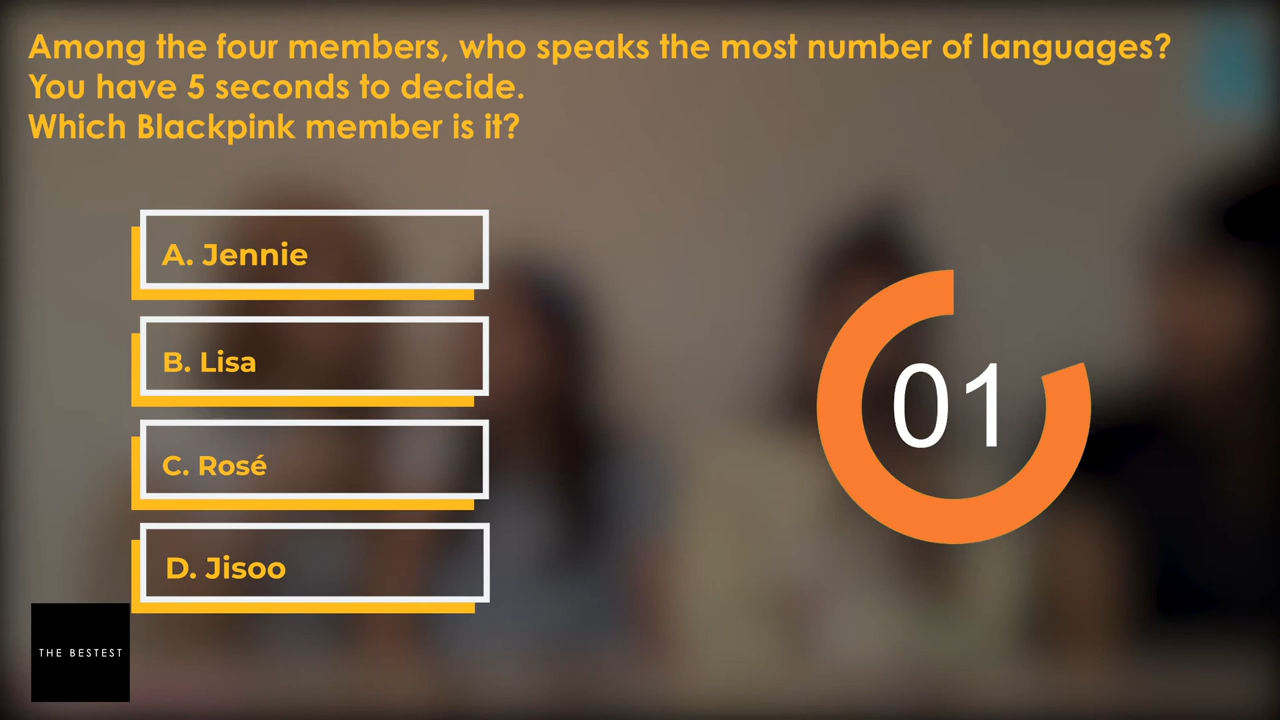 Among the four members, who speaks the most number of languages?
You have 5 seconds to decide.
Which Blackpink member is it?
A. Jennie
B. Lisa
C. Rosé
D. Jisoo
01
THE BESTEST